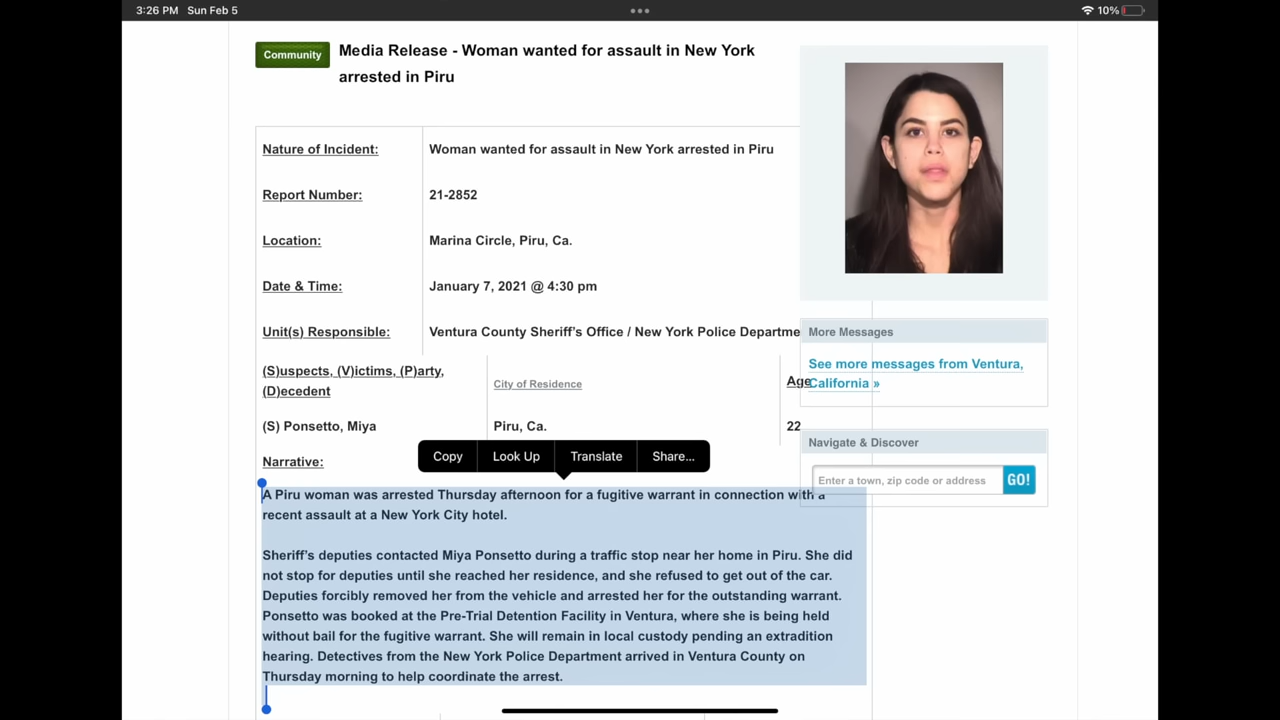 3:26 PM Sun Feb 5
10%
Community
Media Release - Woman wanted for assault in New York
arrested in Piru
Nature of Incident:
Woman wanted for assault in New York arrested in Piru
Report Number:
21-2852
Location:
Marina Circle, Piru, Ca.
Date & Time:
January 7, 2021 @ 4:30 pm
Unit(s) Responsible:
Ventura County Sheriff's Office / New York Police Departme
(S)uspects, (V)ictims, (P)arty,
(D)ecedent
City of Residence
Age
(S) Ponsetto, Miya
Piru, Ca.
22
Narrative:
Copy Look Up Translate Share...
A Piru woman was arrested Thursday afternoon for a fugitive warrant in connection with a
recent assault at a New York City hotel.
Sheriff's deputies contacted Miya Ponsetto during a traffic stop near her home in Piru. She did
not stop for deputies until she reached her residence, and she refused to get out of the car.
Deputies forcibly removed her from the vehicle and arrested her for the outstanding warrant.
Ponsetto was booked at the Pre-Trial Detention Facility in Ventura, where she is being held
without bail for the fugitive warrant. She will remain in local custody pending an extradition
hearing. Detectives from the New York Police Department arrived in Ventura County on
Thursday morning to help coordinate the arrest.
More Messages
See more messages from Ventura,
California »
Navigate & Discover
Enter a town, zip code or address
GO!